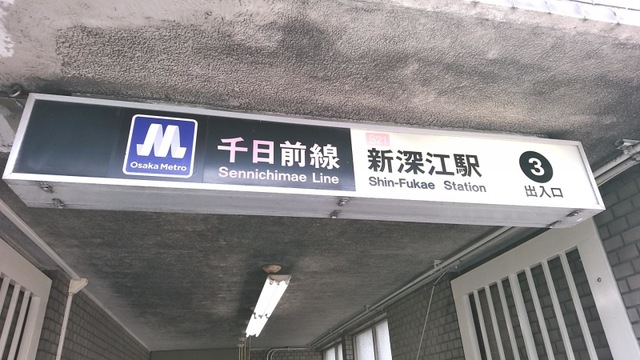 M
Osaka Metro
千日前線
Sennichimae Line
新深江駅
Shin-Fukae Station
3
出入口